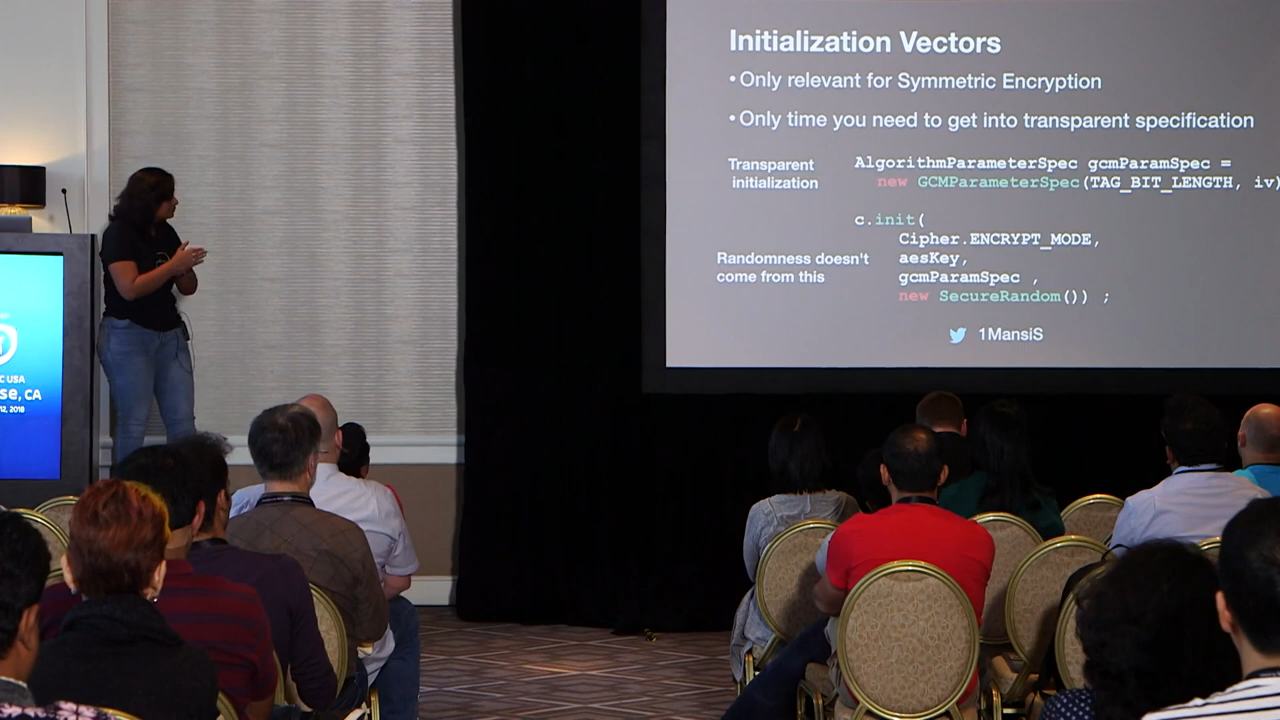 Initialization Vectors
• Only relevant for Symmetric Encryption
• Only time you need to get into transparent specification
Transparent
initialization
AlgorithmParameterSpec gcmParamSpec =
new GCMParameterSpec(TAG_BIT_LENGTH, iv)
c.init(
Cipher.ENCRYPT_MODE,
aesKey,
gcmParamSpec ,
new SecureRandom()) ;
Randomness doesn't
come from this
1MansiS
C USA
se, CA
12, 2018